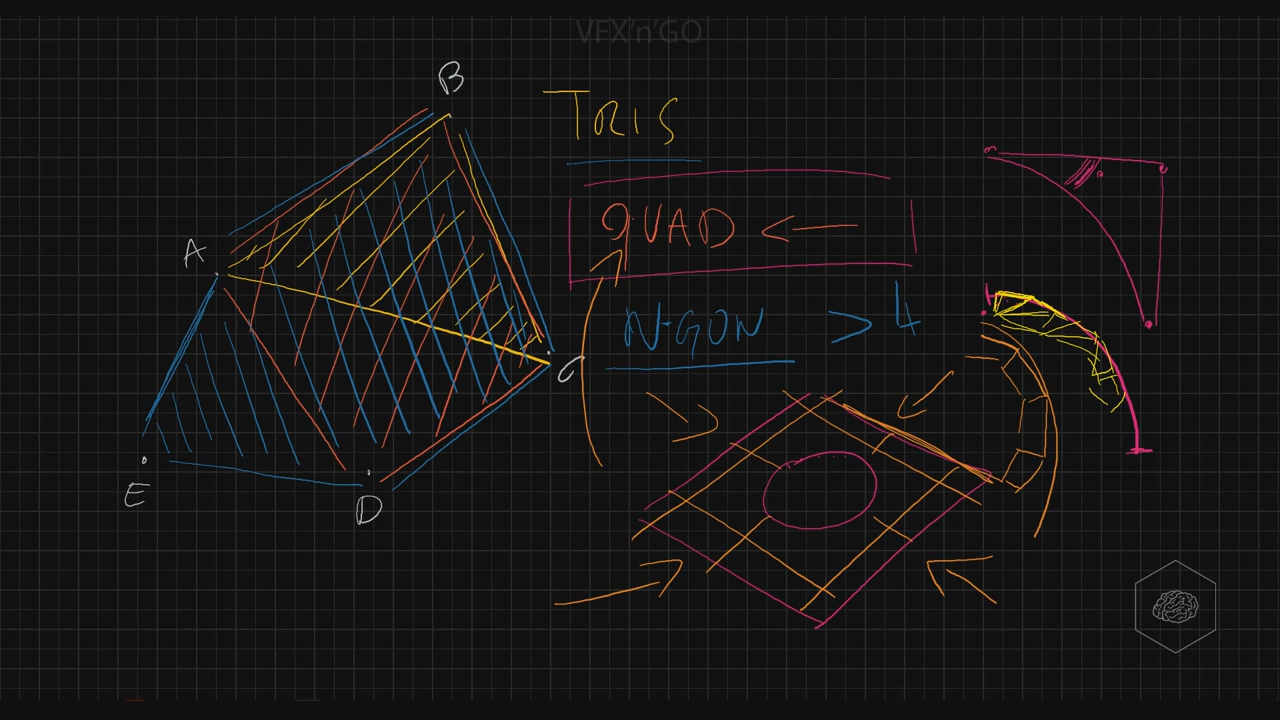 VFX'n'GO
B
TRIS
A
QUAD <—
N-GON > 4
C
E
D